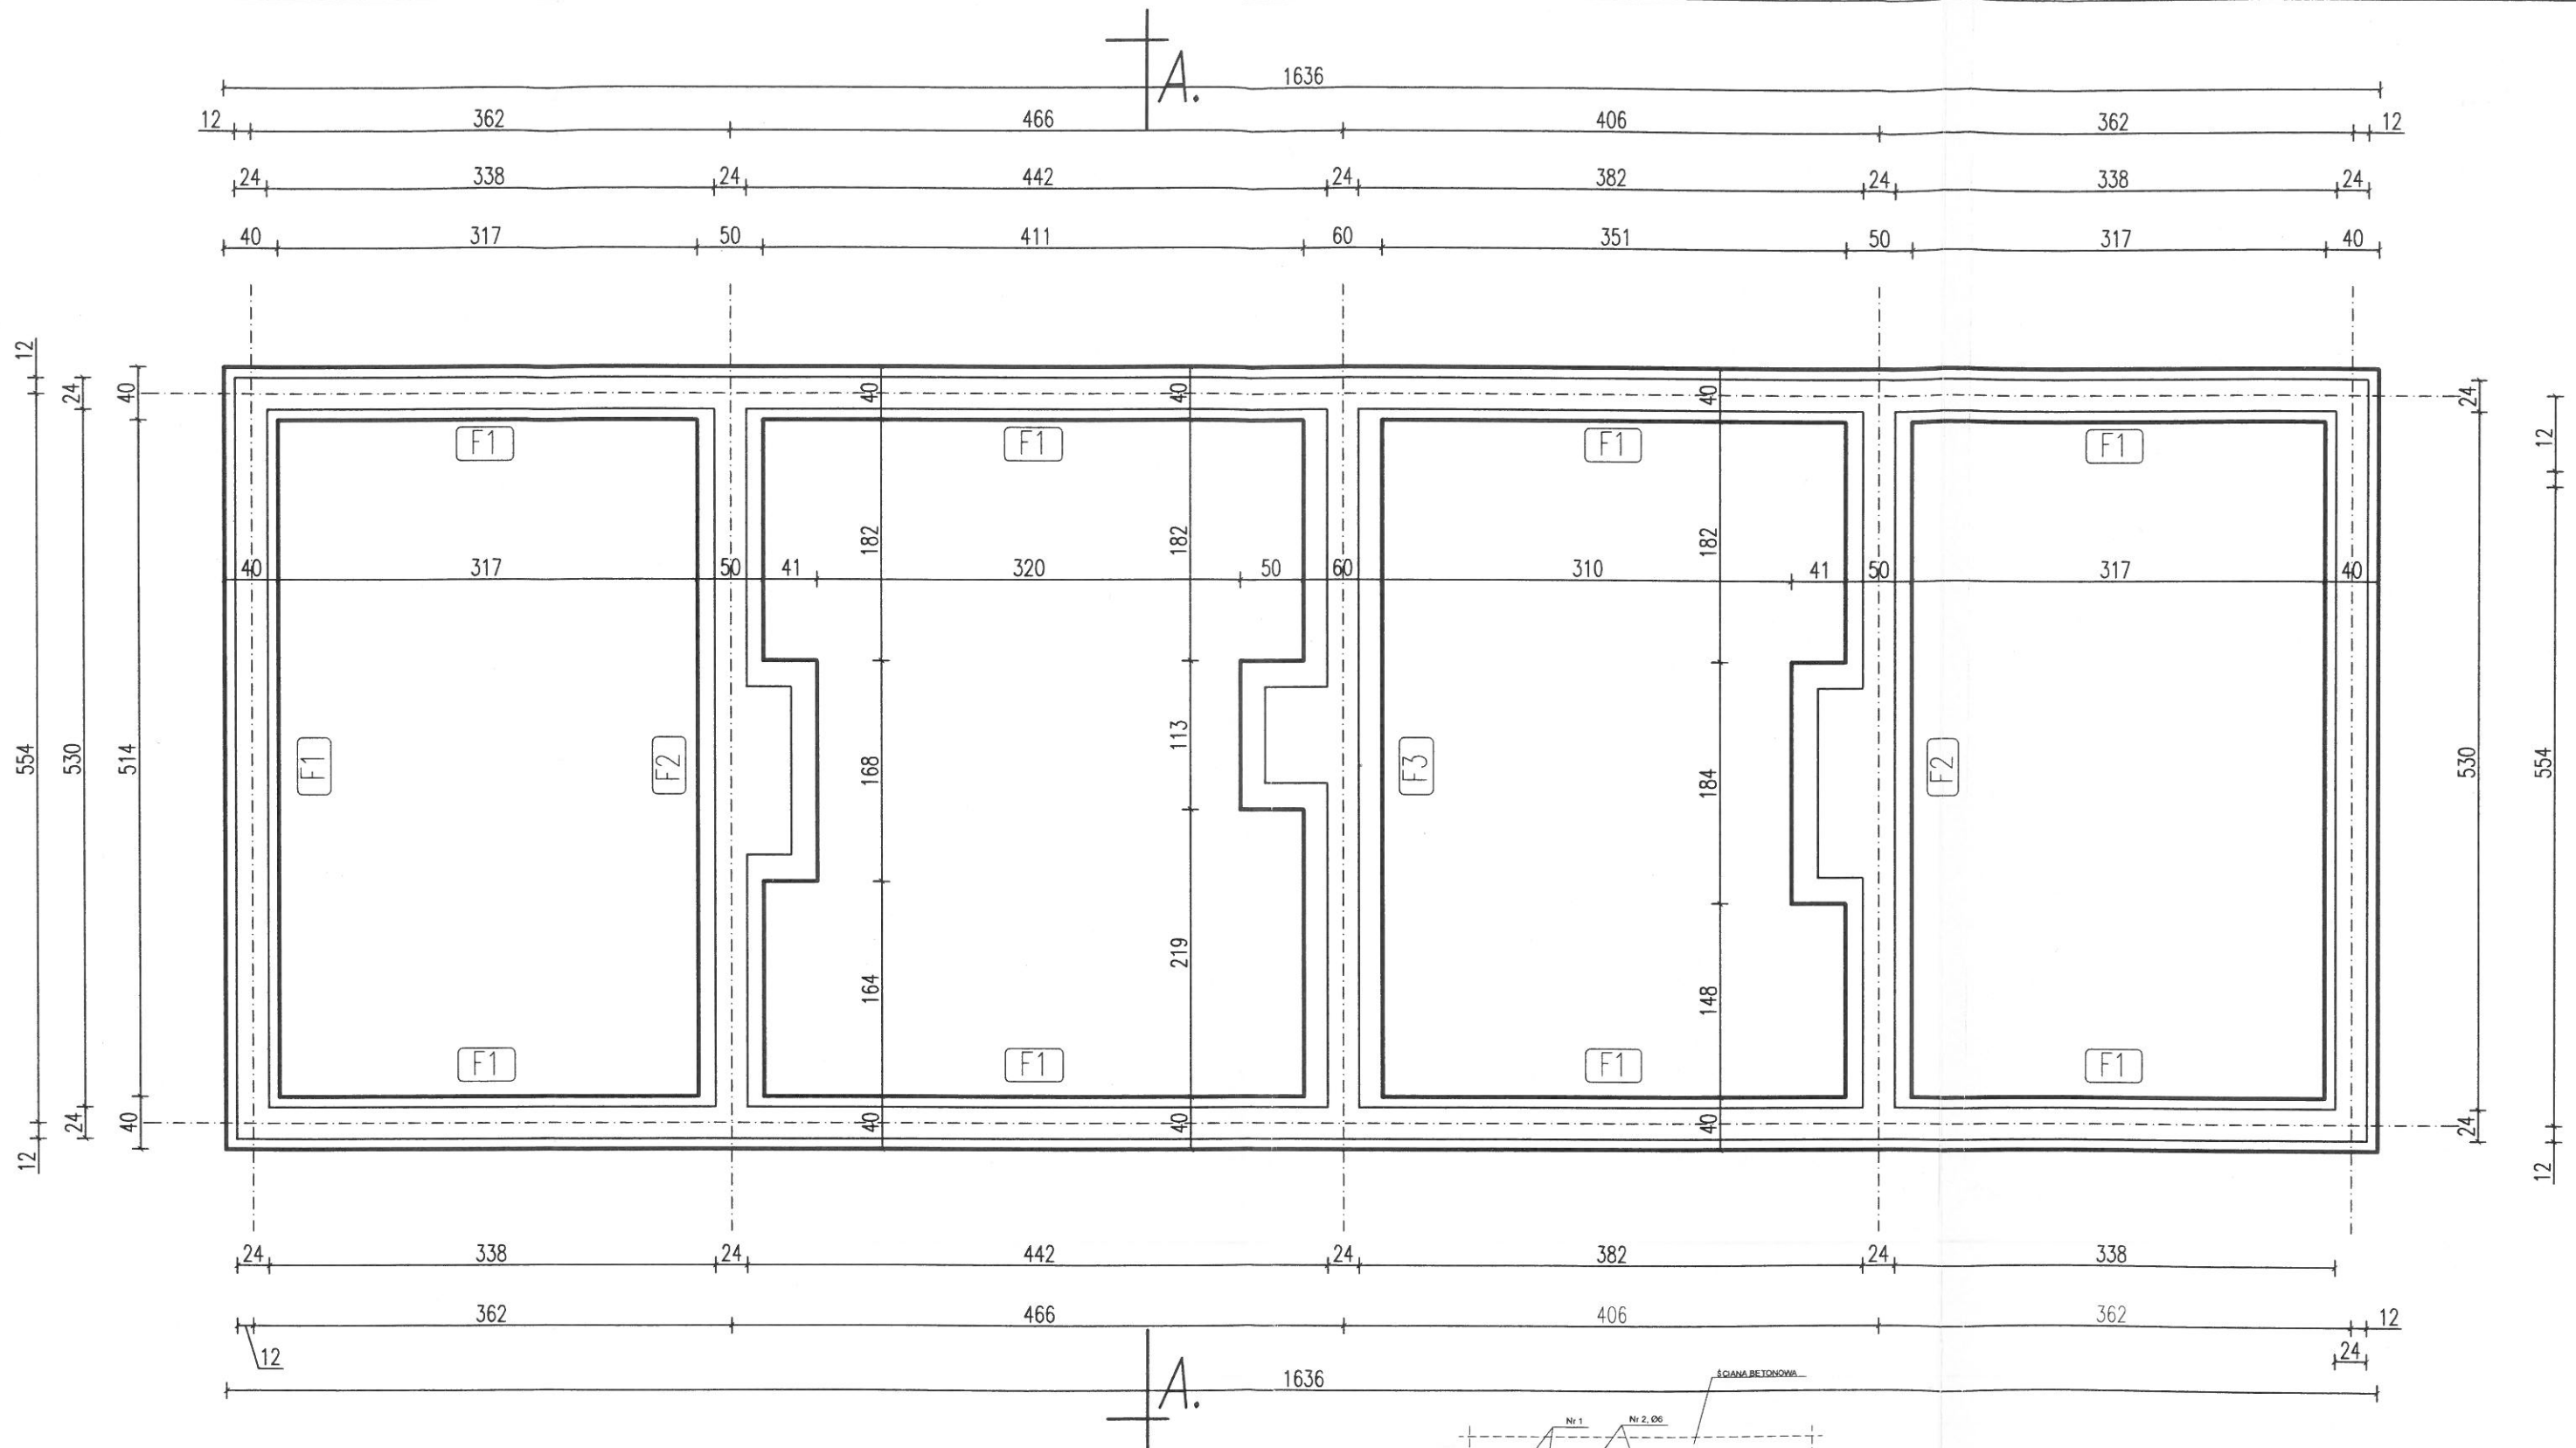 A.
1636
12 362 466 406 362 12
24 338 24 442 24 382 24 338 24
40 317 50 411 60 351 50 317 40
12 24 40 40 40 40 24 12
F1 F1 F1 F1
182 182 182
40 317 50 41 320 50 60 310 41 50 317 40
554 530 514 F1 F2 168 113 F3 184 F2 530 554
164 219 148
F1 F1 F1 F1
12 24 40 40 40 40 24 12
24 338 24 442 24 382 24 338
362 466 406 362 12
12 24
A.
1636
ŚCIANA BETONOWA
Nr 1 Nr 2, Ø6